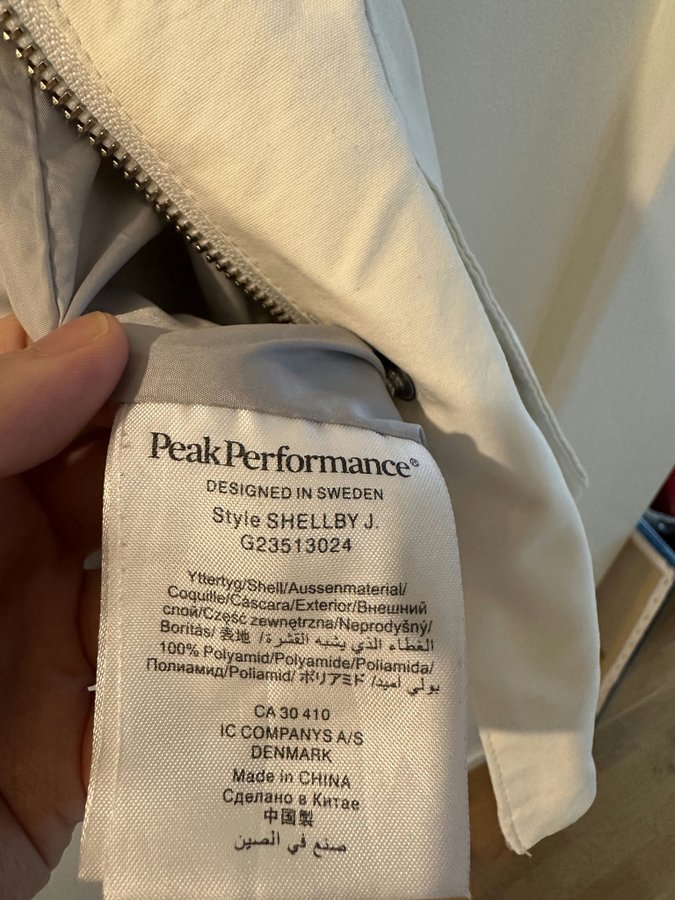 PeakPerformance®
DESIGNED IN SWEDEN
Style SHELLBY J.
G23513024
Yttertyg/Shell/Aussenmaterial/
Coquille/Cáscara/Exterior/Внешний
слой/Część zewnętrzna/Neprodyšný/
Borítás/ 表地 / الغطاء الذي يشبه القشرة/
100% Polyamid/Polyamide/Poliamida/
Полиамид/Poliamid/ ポリアミド /بولي أميد/
CA 30 410
IC COMPANYS A/S
DENMARK
Made in CHINA
Сделано в Китае
中国製
صنع في الصين